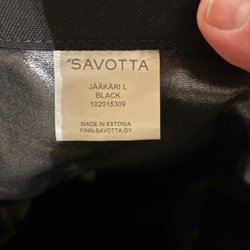 'SAVOTTA
JÄÄKÄRI L
BLACK
102015309
MADE IN ESTONIA
FINN-SAVOTTA OY